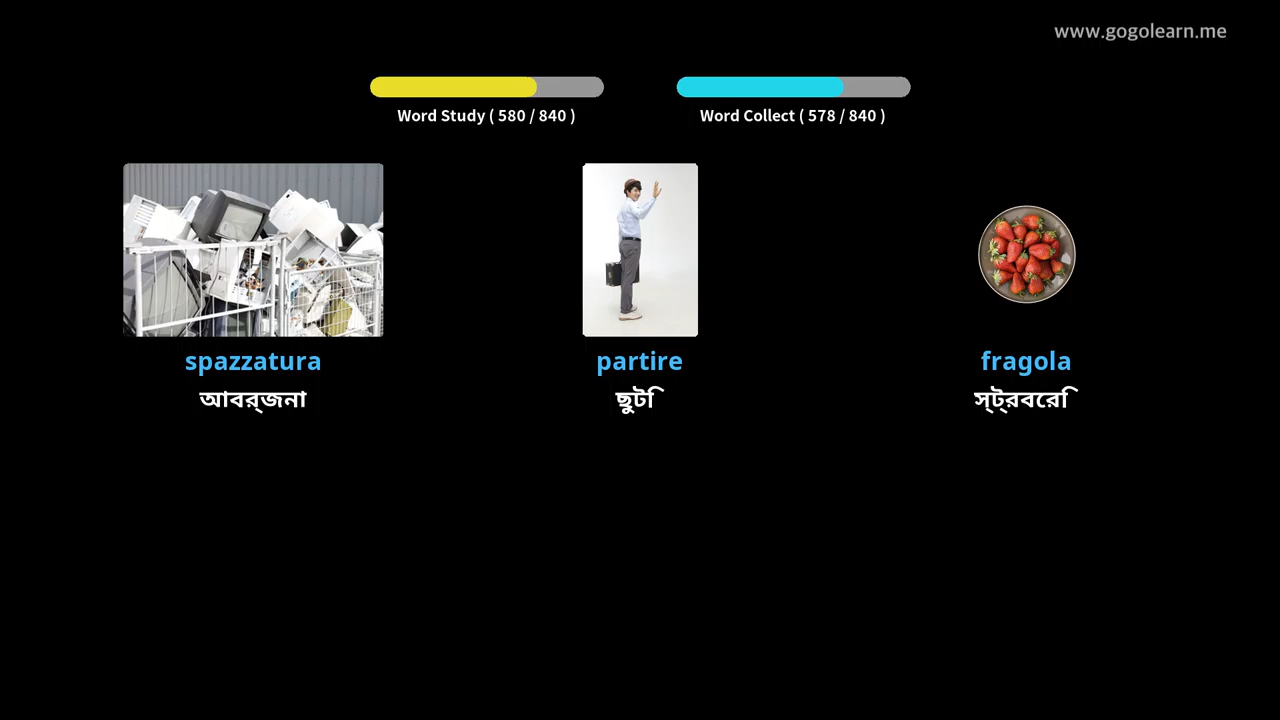 www.gogolearn.me
Word Study ( 580 / 840 )
Word Collect ( 578 / 840 )
spazzatura
partire
fragola
আবর্জনা
ছুটি
স্ট্রবেরি